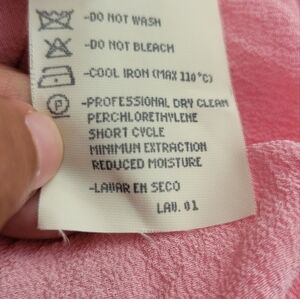 -DO NOT WASH
-DO NOT BLEACH
-COOL IRON (MAX 110°C)
P
-PROFESSIONAL DRY CLEAN
PERCHLORETHYLENE
SHORT CYCLE
MINIMUN EXTRACTION
REDUCED MOISTURE
-LAVAR EN SECO
LAV. 01